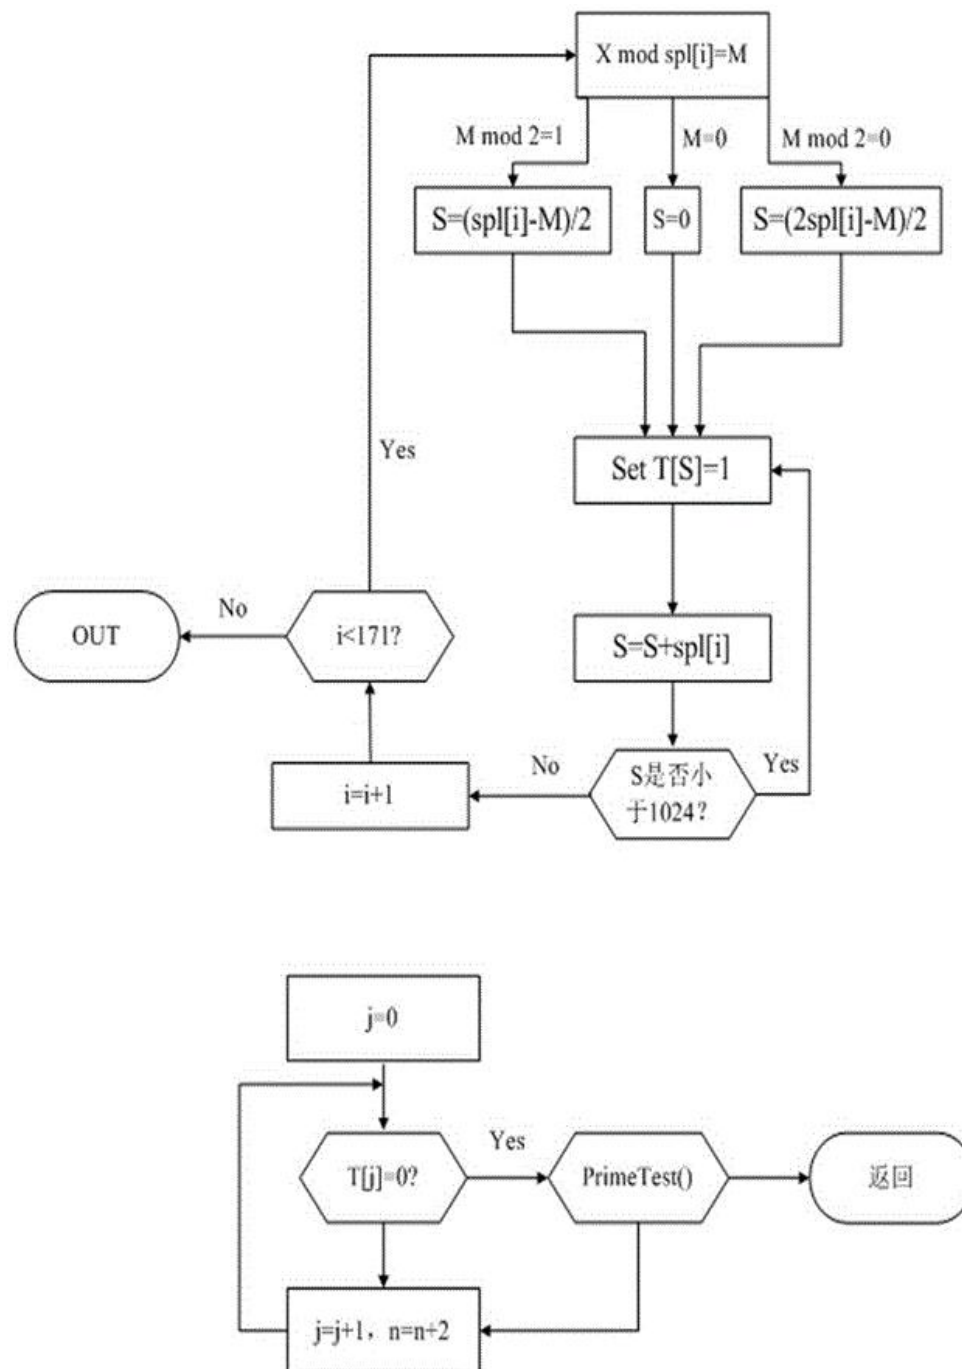 X mod spl[i]=M
M mod 2=1
M=0
M mod 2=0
S=(spl[i]-M)/2
S=0
S=(2spl[i]-M)/2
Yes
Set T[S]=1
OUT
No
i<171?
S=S+spl[i]
i=i+1
No
S是否小
于1024?
Yes
j=0
T[j]=0?
Yes
PrimeTest()
返回
j=j+1，n=n+2